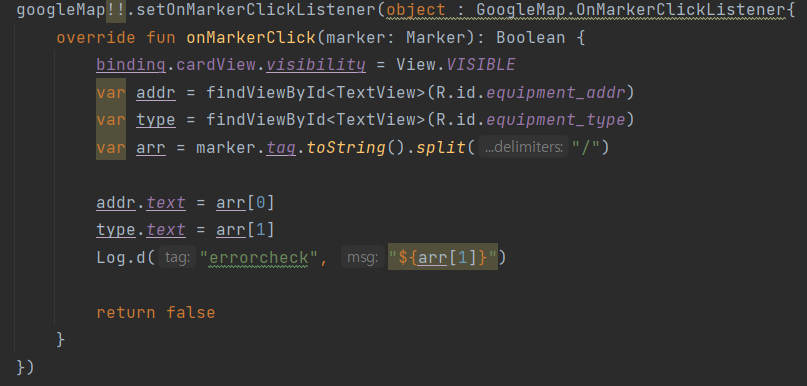 googleMap!!.setOnMarkerClickListener(object : GoogleMap.OnMarkerClickListener{
    override fun onMarkerClick(marker: Marker): Boolean {
        binding.cardView.visibility = View.VISIBLE
        var addr = findViewById<TextView>(R.id.equipment_addr)
        var type = findViewById<TextView>(R.id.equipment_type)
        var arr = marker.tag.toString().split( ...delimiters: "/")

        addr.text = arr[0]
        type.text = arr[1]
        Log.d( tag: "errorcheck", msg: "${arr[1]}")

        return false
    }
})